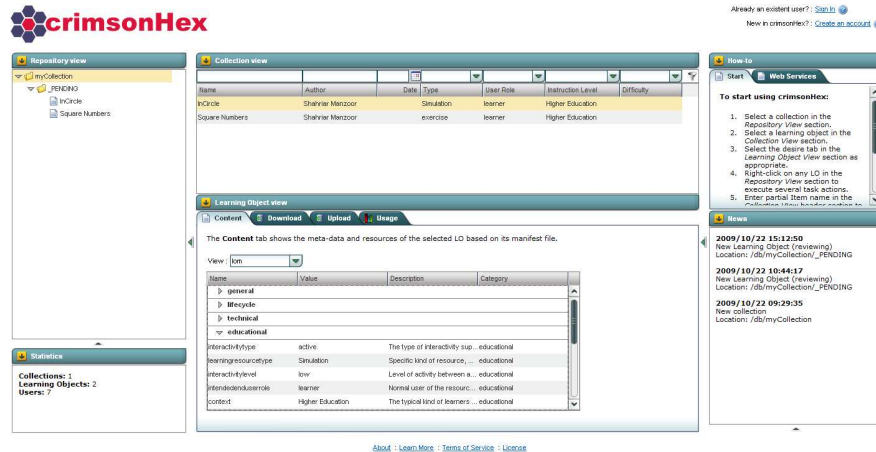 crimsonHex
Already an existent user? : Sign In
New in crimsonHex? : Create an account
Repository view
myCollection
_PENDING
InCircle
Square Numbers
Statistics
Collections: 1
Learning Objects: 2
Users: 7
Collection view
Name Author Date Type User Role Instruction Level Difficulty
InCircle Shahriar Manzoor Simulation learner Higher Education
Square Numbers Shahriar Manzoor exercise learner Higher Education
Learning Object view
Content Download Upload Usage
The Content tab shows the meta-data and resources of the selected LO based on its manifest file.
View : lom
Name Value Description Category
general
lifecycle
technical
educational
interactivitytype active The type of interactivity sup... educational
learningresourcetype Simulation Specific kind of resource, ... educational
interactivitylevel low Level of activity between a... educational
intendedenduserrole learner Normal user of the resourc... educational
context Higher Education The typical kind of learners ... educational
How-to
Start Web Services
To start using crimsonHex:
1. Select a collection in the
Repository View section.
2. Select a learning object in the
Collection View section.
3. Select the desire tab in the
Learning Object View section as
appropriate.
4. Right-click on any LO in the
Repository View section to
execute several task actions.
5. Enter partial Item name in the
Collection View header section to
News
2009/10/22 15:12:50
New Learning Object (reviewing)
Location: /db/myCollection/_PENDING
2009/10/22 10:44:17
New Learning Object (reviewing)
Location: /db/myCollection/_PENDING
2009/10/22 09:29:35
New collection
Location: /db/myCollection
About : Learn More : Terms of Service : License